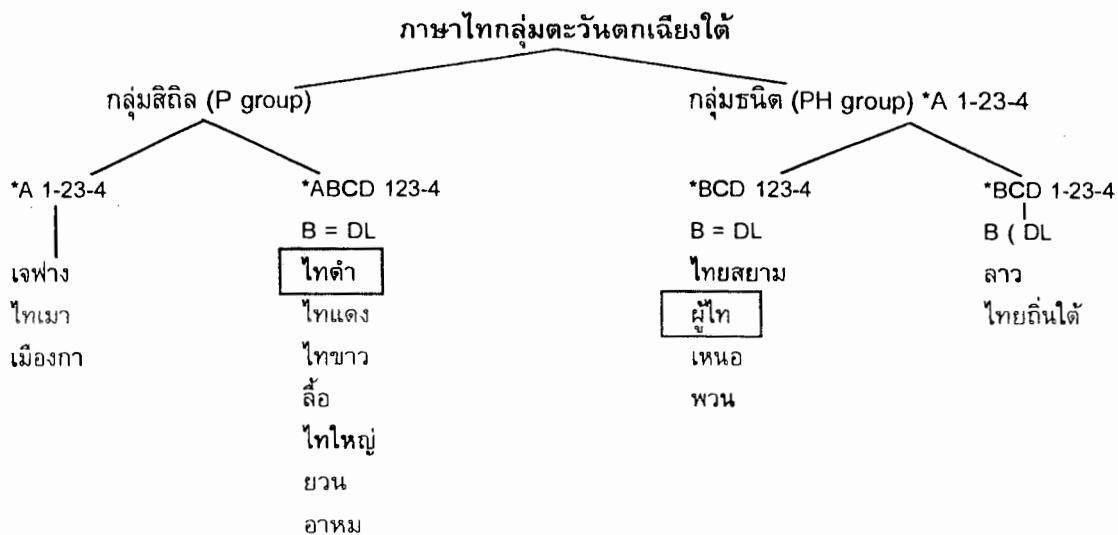 ภาษาไทกลุ่มตะวันตกเฉียงใต้
กลุ่มสิถิล (P group)
กลุ่มธนิต (PH group) *A 1-23-4
*A 1-23-4
เจฟาง
ไทเมา
เมืองกา
*ABCD 123-4
B = DL
ไทดำ
ไทแดง
ไทขาว
ลื้อ
ไทใหญ่
ยวน
อาหม
*BCD 123-4
B = DL
ไทยสยาม
ผู้ไท
เหนอ
พวน
*BCD 1-23-4
B ( DL
ลาว
ไทยถิ่นใต้